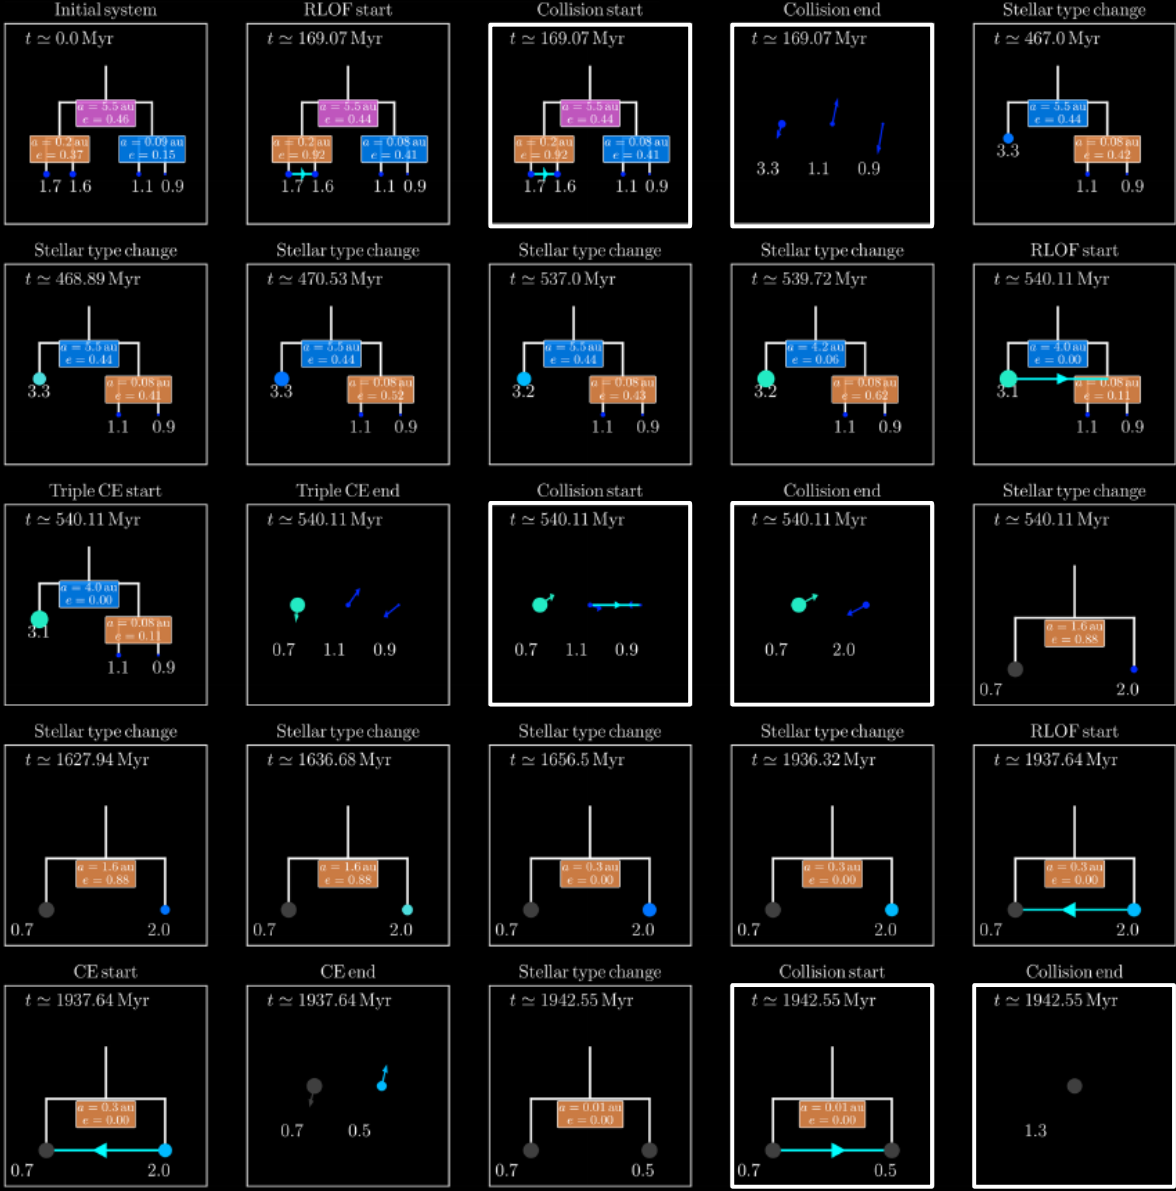 Initial system
t ≃ 0.0 Myr
a = 5.5 au
e = 0.46
a = 0.2 au
e = 0.37
a = 0.09 au
e = 0.15
1.7 1.6 1.1 0.9
RLOF start
t ≃ 169.07 Myr
a = 5.5 au
e = 0.44
a = 0.2 au
e = 0.92
a = 0.08 au
e = 0.41
1.7 1.6 1.1 0.9
Collision start
t ≃ 169.07 Myr
a = 5.5 au
e = 0.44
a = 0.2 au
e = 0.92
a = 0.08 au
e = 0.41
1.7 1.6 1.1 0.9
Collision end
t ≃ 169.07 Myr
3.3 1.1 0.9
Stellar type change
t ≃ 467.0 Myr
a = 5.5 au
e = 0.44
3.3
a = 0.08 au
e = 0.42
1.1 0.9
Stellar type change
t ≃ 468.89 Myr
a = 5.5 au
e = 0.44
3.3
a = 0.08 au
e = 0.41
1.1 0.9
Stellar type change
t ≃ 470.53 Myr
a = 5.5 au
e = 0.44
3.3
a = 0.08 au
e = 0.52
1.1 0.9
Stellar type change
t ≃ 537.0 Myr
a = 5.5 au
e = 0.44
3.2
a = 0.08 au
e = 0.43
1.1 0.9
Stellar type change
t ≃ 539.72 Myr
a = 4.2 au
e = 0.06
3.2
a = 0.08 au
e = 0.62
1.1 0.9
RLOF start
t ≃ 540.11 Myr
a = 4.0 au
e = 0.00
3.1
a = 0.08 au
e = 0.11
1.1 0.9
Triple CE start
t ≃ 540.11 Myr
a = 4.0 au
e = 0.00
3.1
a = 0.08 au
e = 0.11
1.1 0.9
Triple CE end
t ≃ 540.11 Myr
0.7 1.1 0.9
Collision start
t ≃ 540.11 Myr
0.7 1.1 0.9
Collision end
t ≃ 540.11 Myr
0.7 2.0
Stellar type change
t ≃ 540.11 Myr
a = 1.6 au
e = 0.88
0.7 2.0
Stellar type change
t ≃ 1627.94 Myr
a = 1.6 au
e = 0.88
0.7 2.0
Stellar type change
t ≃ 1636.68 Myr
a = 1.6 au
e = 0.88
0.7 2.0
Stellar type change
t ≃ 1656.5 Myr
a = 0.3 au
e = 0.00
0.7 2.0
Stellar type change
t ≃ 1936.32 Myr
a = 0.3 au
e = 0.00
0.7 2.0
RLOF start
t ≃ 1937.64 Myr
a = 0.3 au
e = 0.00
0.7 2.0
CE start
t ≃ 1937.64 Myr
a = 0.3 au
e = 0.00
0.7 2.0
CE end
t ≃ 1937.64 Myr
0.7 0.5
Stellar type change
t ≃ 1942.55 Myr
a = 0.01 au
e = 0.00
0.7 0.5
Collision start
t ≃ 1942.55 Myr
a = 0.01 au
e = 0.00
0.7 0.5
Collision end
t ≃ 1942.55 Myr
1.3